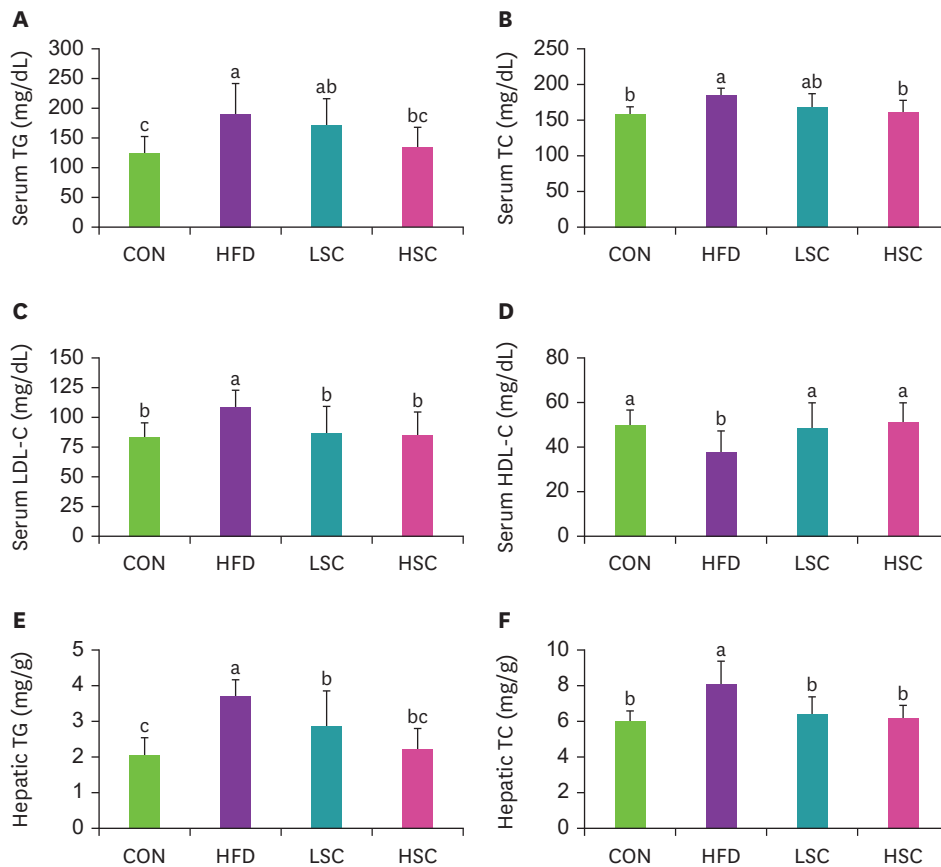 A
Serum TG (mg/dL)
300
250
200
150
100
50
0
c
a
ab
bc
CON HFD LSC HSC
B
Serum TC (mg/dL)
250
200
150
100
50
0
b
a
ab
b
CON HFD LSC HSC
C
Serum LDL-C (mg/dL)
150
125
100
75
50
25
0
b
a
b
b
CON HFD LSC HSC
D
Serum HDL-C (mg/dL)
80
60
40
20
0
a
b
a
a
CON HFD LSC HSC
E
Hepatic TG (mg/g)
5
4
3
2
1
0
c
a
b
bc
CON HFD LSC HSC
F
Hepatic TC (mg/g)
10
8
6
4
2
0
b
a
b
b
CON HFD LSC HSC